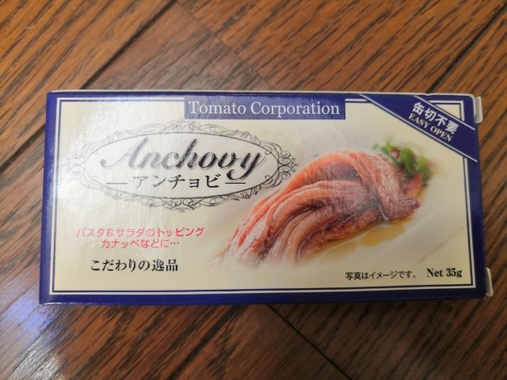 Tomato Corporation
缶切不要
EASY OPEN
Anchovy
アンチョビ
パスタ&サラダのトッピング
カナッペなどに…
こだわりの逸品
写真はイメージです。 Net 35g